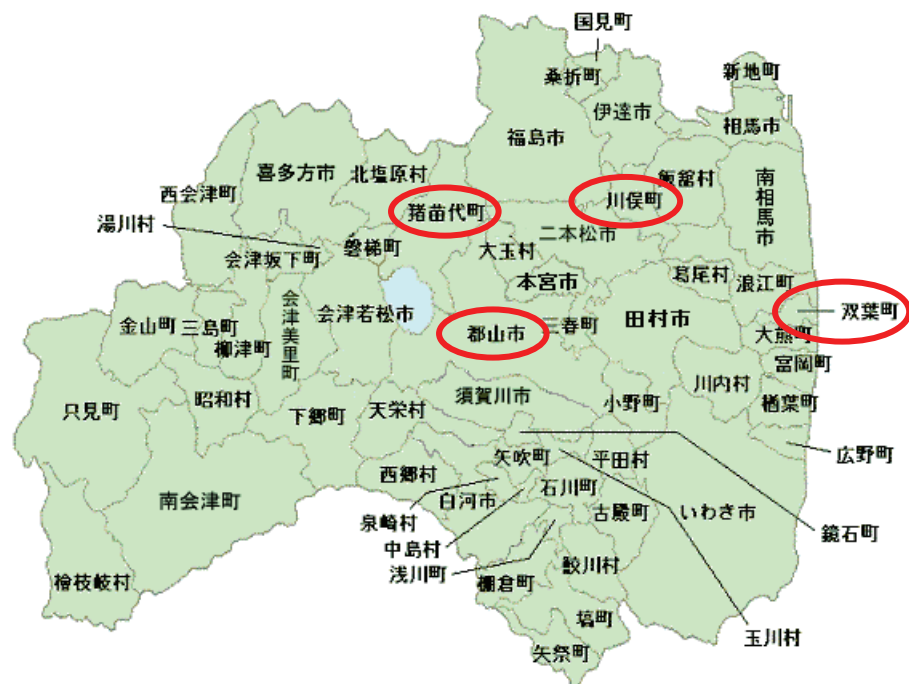 国見町
桑折町
新地町
伊達市
相馬市
福島市
喜多方市
北塩原村
飯舘村
西会津町
南相馬市
猪苗代町
川俣町
湯川村
二本松市
磐梯町
大玉村
会津坂下町
本宮市
葛尾村
浪江町
会津美里町
会津若松市
双葉町
金山町
三島町
郡山市
三春町
田村市
大熊町
柳津町
富岡町
川内村
只見町
昭和村
下郷町
天栄村
須賀川市
小野町
楢葉町
広野町
矢吹町
平田村
西郷村
白河市
石川町
南会津町
泉崎村
古殿町
いわき市
鏡石町
中島村
浅川町
鮫川村
檜枝岐村
棚倉町
塙町
玉川村
矢祭町